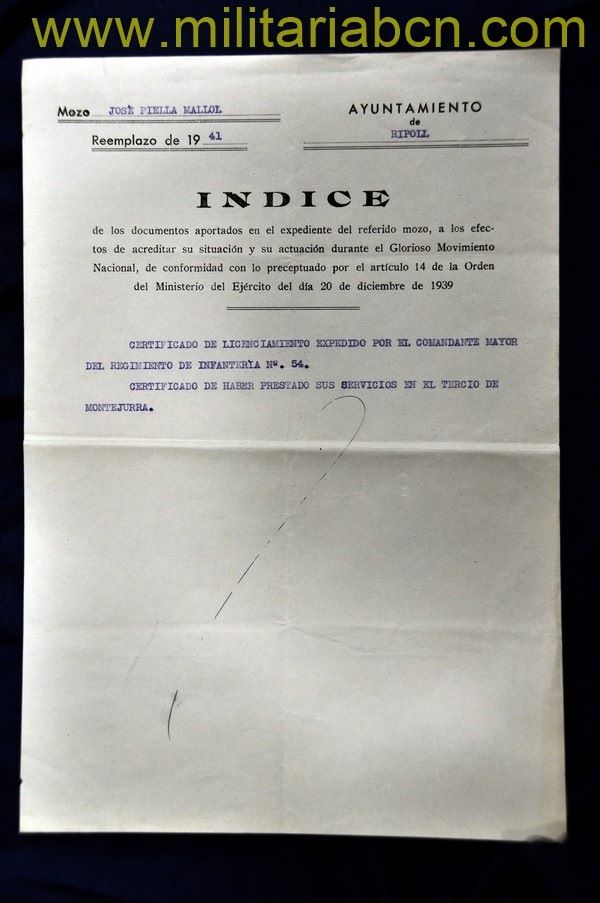 www.militariabcn.com
Mozo JOSÉ PIELLA MALLOL
Reemplazo de 19 41
AYUNTAMIENTO
de
RIPOLL
INDICE
de los documentos aportados en el expediente del referido mozo, a los efec-
tos de acreditar su situación y su actuación durante el Glorioso Movimiento
Nacional, de conformidad con lo preceptuado por el artículo 14 de la Orden
del Ministerio del Ejército del día 20 de diciembre de 1939
CERTIFICADO DE LICENCIAMIENTO EXPEDIDO POR EL COMANDANTE MAYOR
DEL REGIMIENTO DE INFANTERIA Nº. 54.
CERTIFICADO DE HABER PRESTADO SUS SERVICIOS EN EL TERCIO DE
MONTEJURRA.